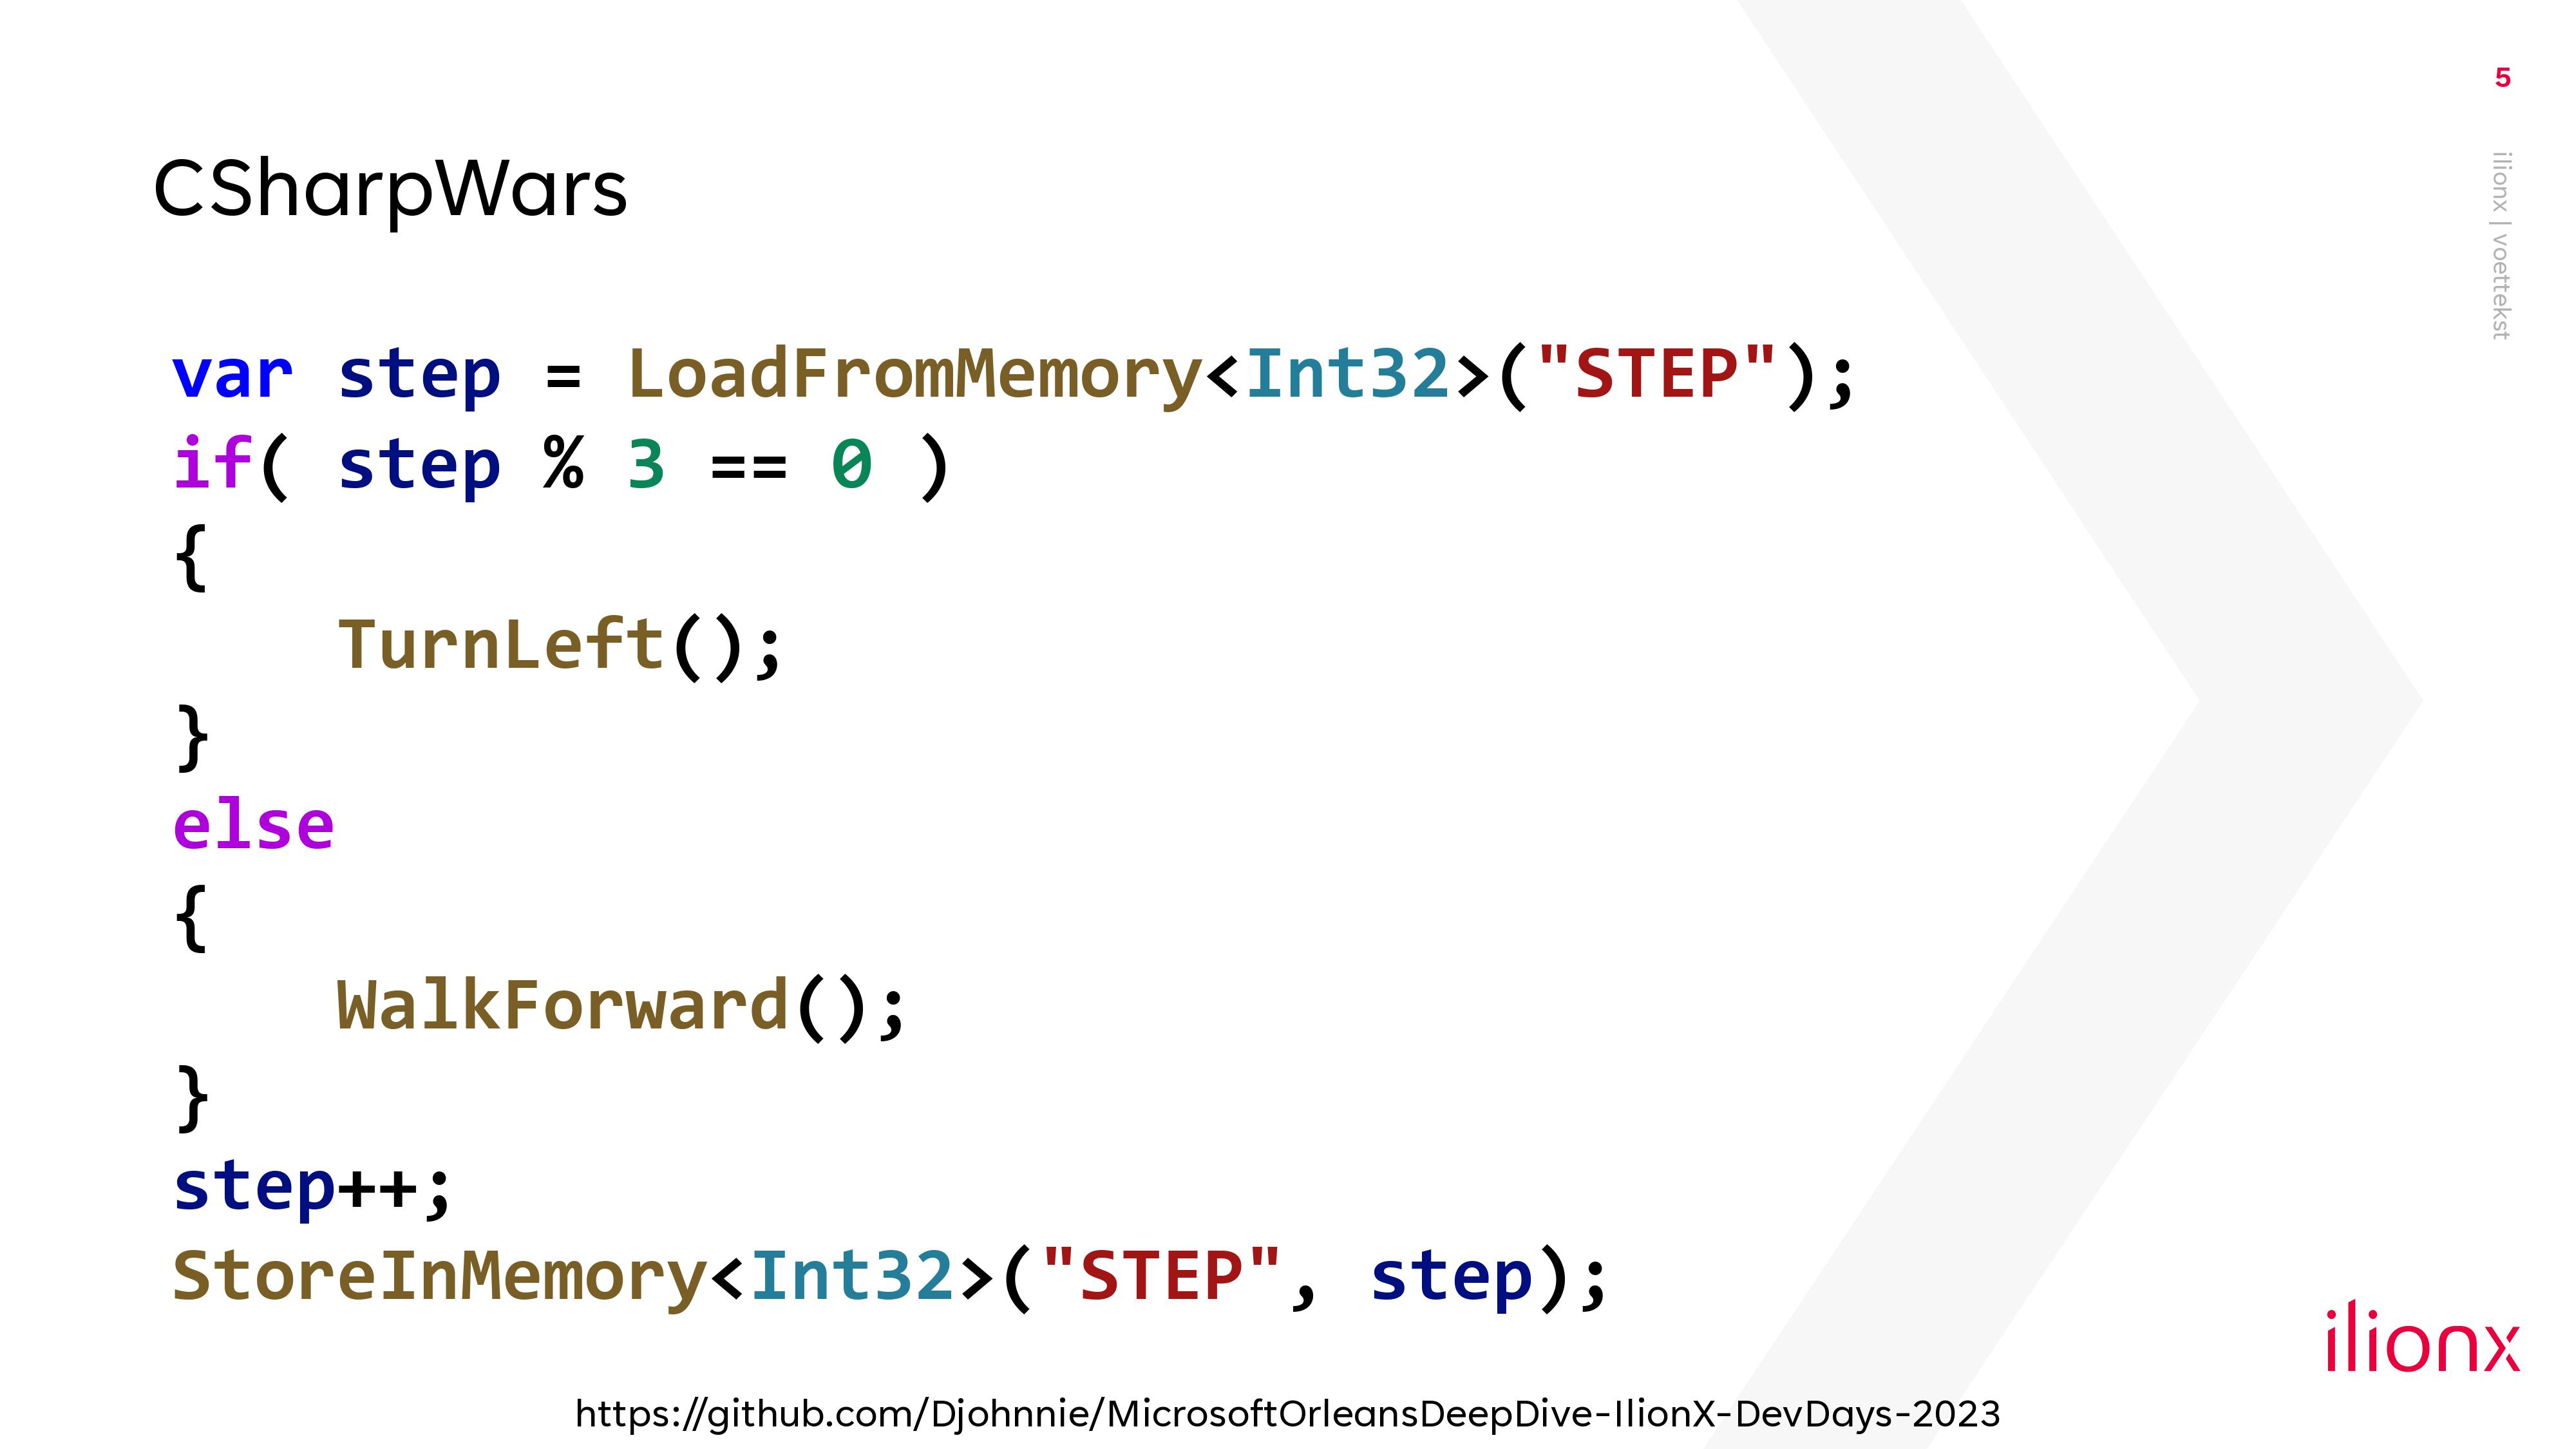 5
ilionx | voettekst
CSharpWars
var step = LoadFromMemory<Int32>("STEP");
if( step % 3 == 0 )
{
    TurnLeft();
}
else
{
    WalkForward();
}
step++;
StoreInMemory<Int32>("STEP", step);
ilionx
https://github.com/Djohnnie/MicrosoftOrleansDeepDive-IlionX-DevDays-2023